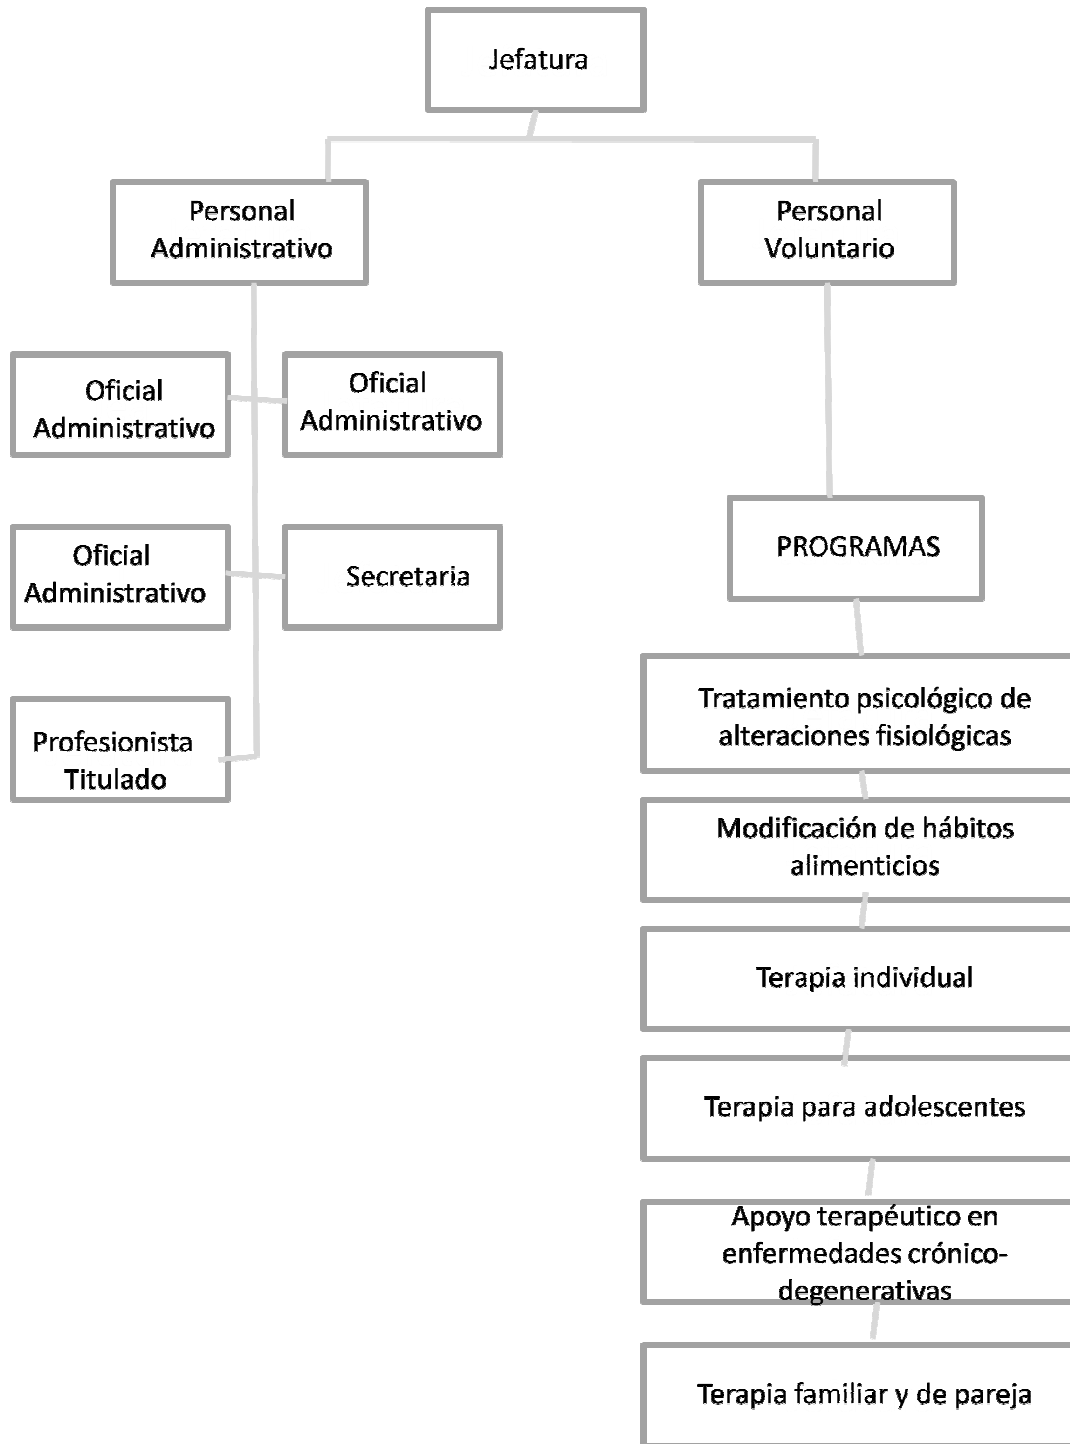 Jefatura
Personal
Administrativo
Personal
Voluntario
Oficial
Administrativo
Oficial
Administrativo
Oficial
Administrativo
Secretaria
Profesionista
Titulado
PROGRAMAS
Tratamiento psicológico de
alteraciones fisiológicas
Modificación de hábitos
alimenticios
Terapia individual
Terapia para adolescentes
Apoyo terapéutico en
enfermedades crónico-
degenerativas
Terapia familiar y de pareja